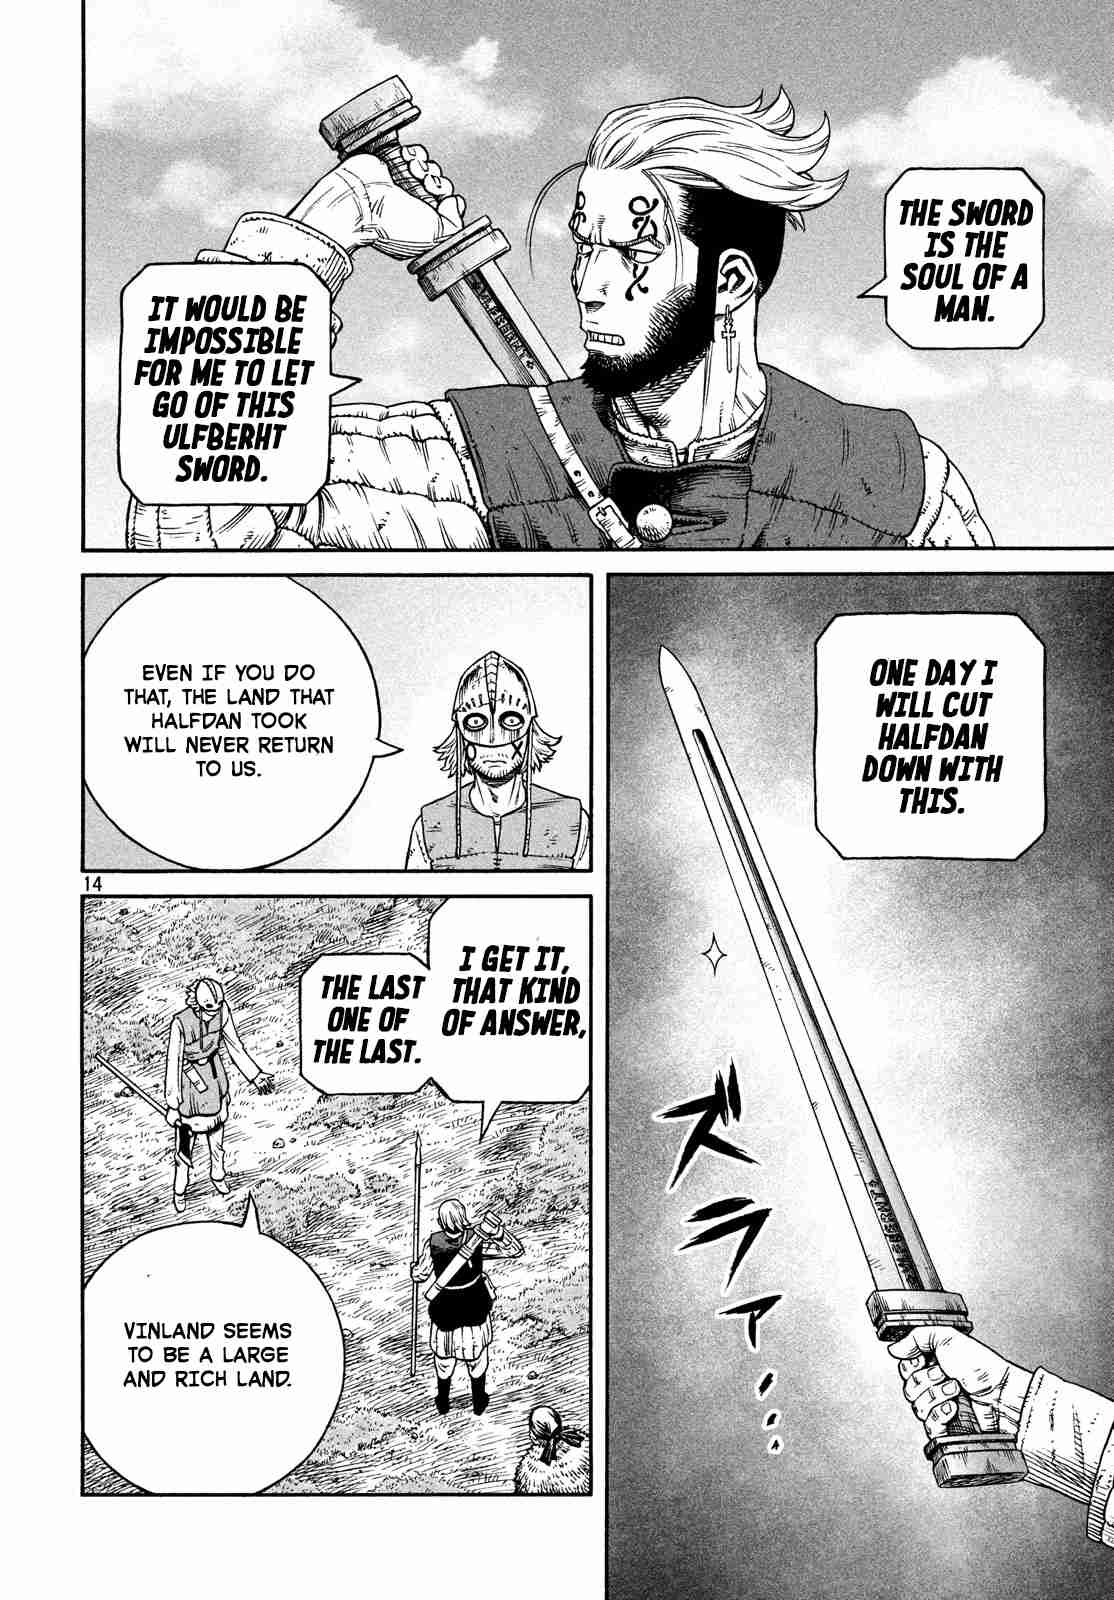 THE SWORD
IS THE
SOUL OF A
MAN.
IT WOULD BE
IMPOSSIBLE
FOR ME TO LET
GO OF THIS
ULFBERHT
SWORD.
ONE DAY I
WILL CUT
HALFDAN
DOWN WITH
THIS.
ズ
ズ
ァ
EVEN IF YOU DO
THAT, THE LAND THAT
HALFDAN TOOK
WILL NEVER RETURN
TO US.
14
I GET IT,
THAT KIND
OF ANSWER,
THE LAST
ONE OF
THE LAST.
VINLAND SEEMS
TO BE A LARGE
AND RICH LAND.